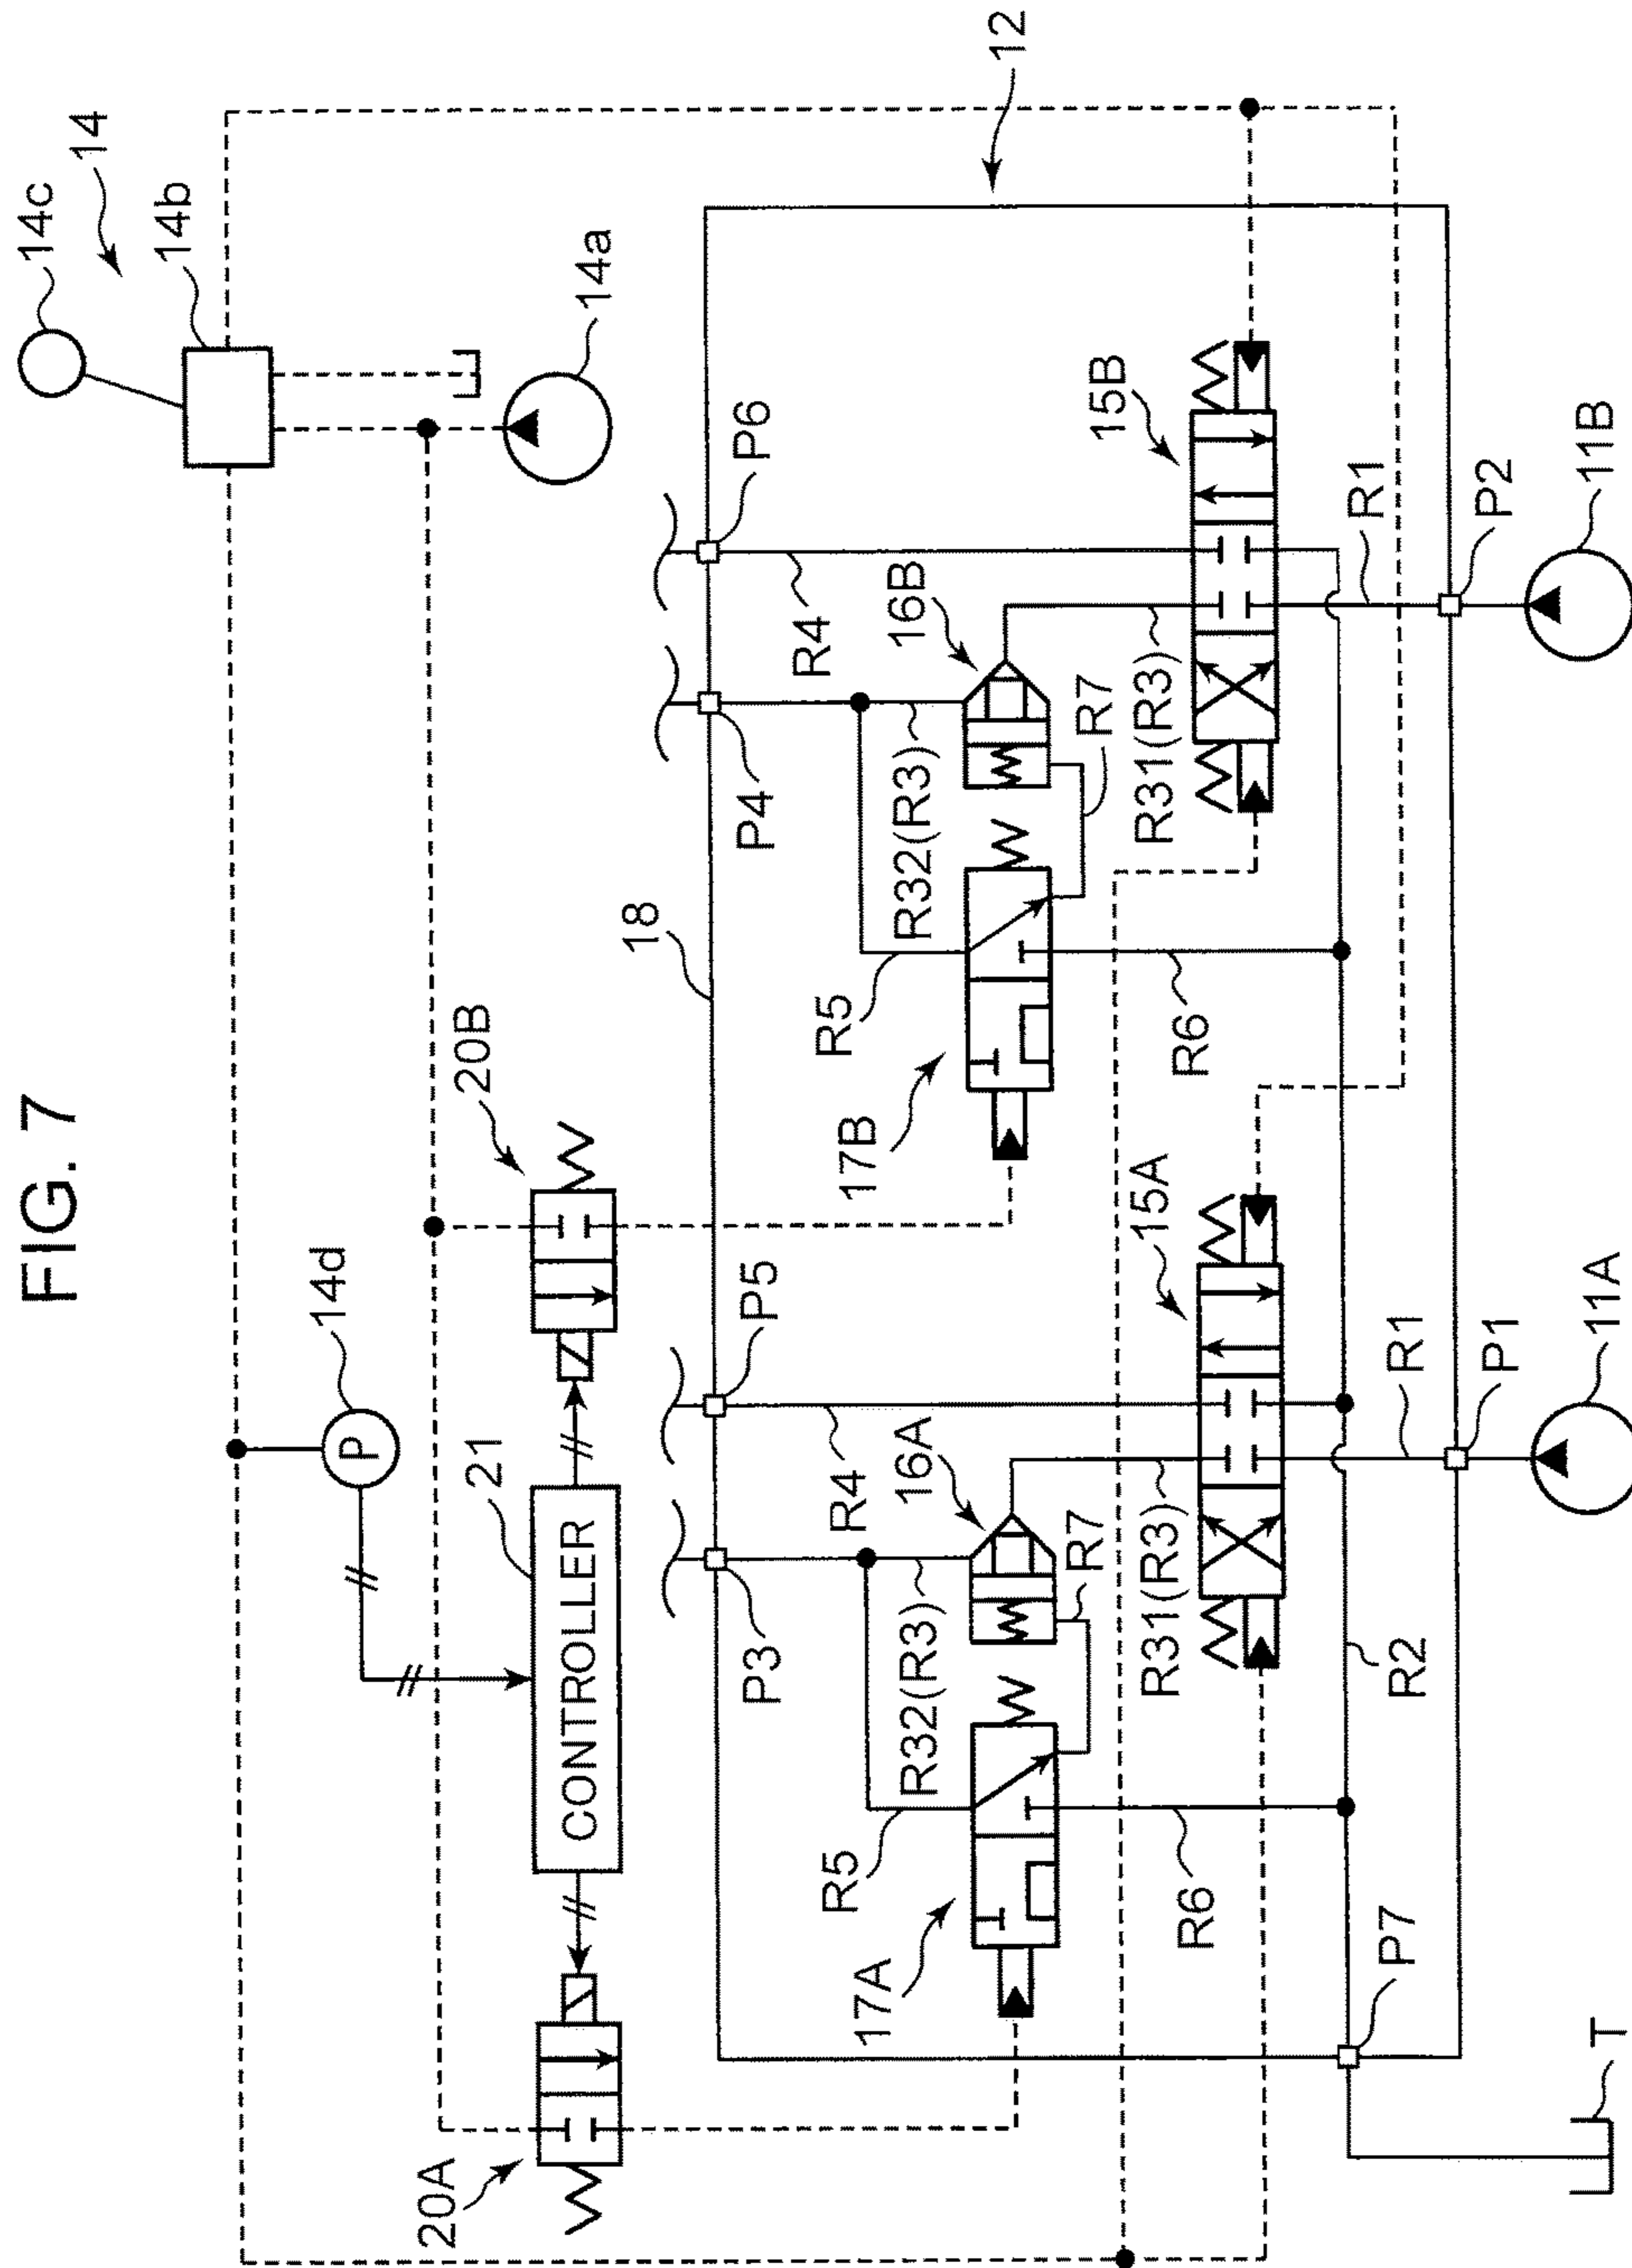 FIG. 7
14
14c
14b
14a
14d
P
21
CONTROLLER
20A
20B
12
18
P3
P5
P4
P6
R4
R4
16A
16B
R32(R3)
R32(R3)
R5
R5
R7
R7
17A
17B
15A
15B
R31(R3)
R31(R3)
R6
R6
R2
R1
R1
P7
P1
P2
T
11A
11B